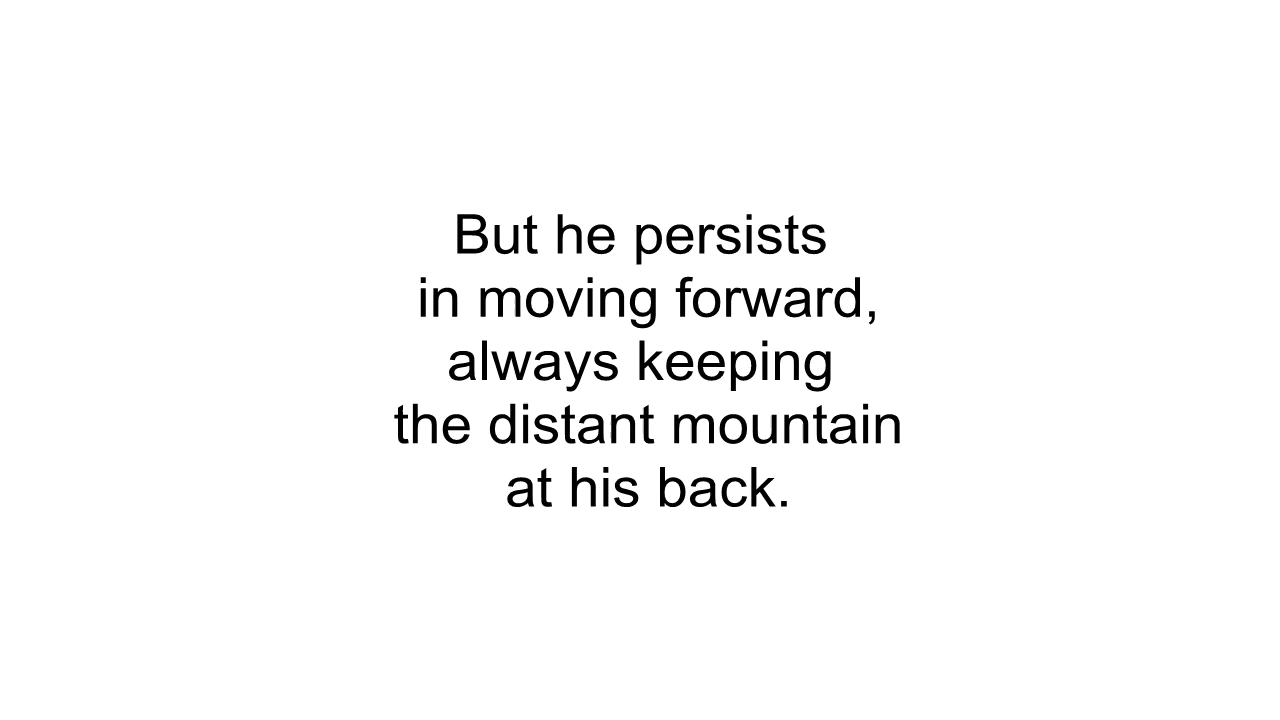 But he persists
in moving forward,
always keeping
the distant mountain
at his back.